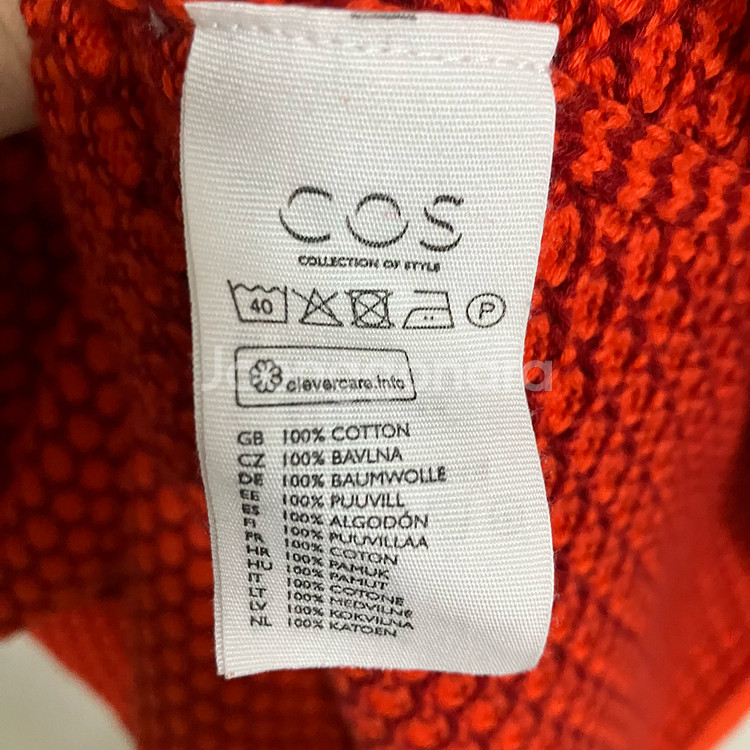 COS
COLLECTION OF STYLE
40 P
clevercare.info
GB 100% COTTON
CZ 100% BAVLNA
DE 100% BAUMWOLLE
EE 100% PUUVILL
ES 100% ALGODÓN
FI 100% PUUVILLAA
FR 100% COTON
HR 100% PAMUK
HU 100% PAMUT
IT 100% COTONE
LT 100% MEDVILNĖ
LV 100% KOKVILNA
NL 100% KATOEN